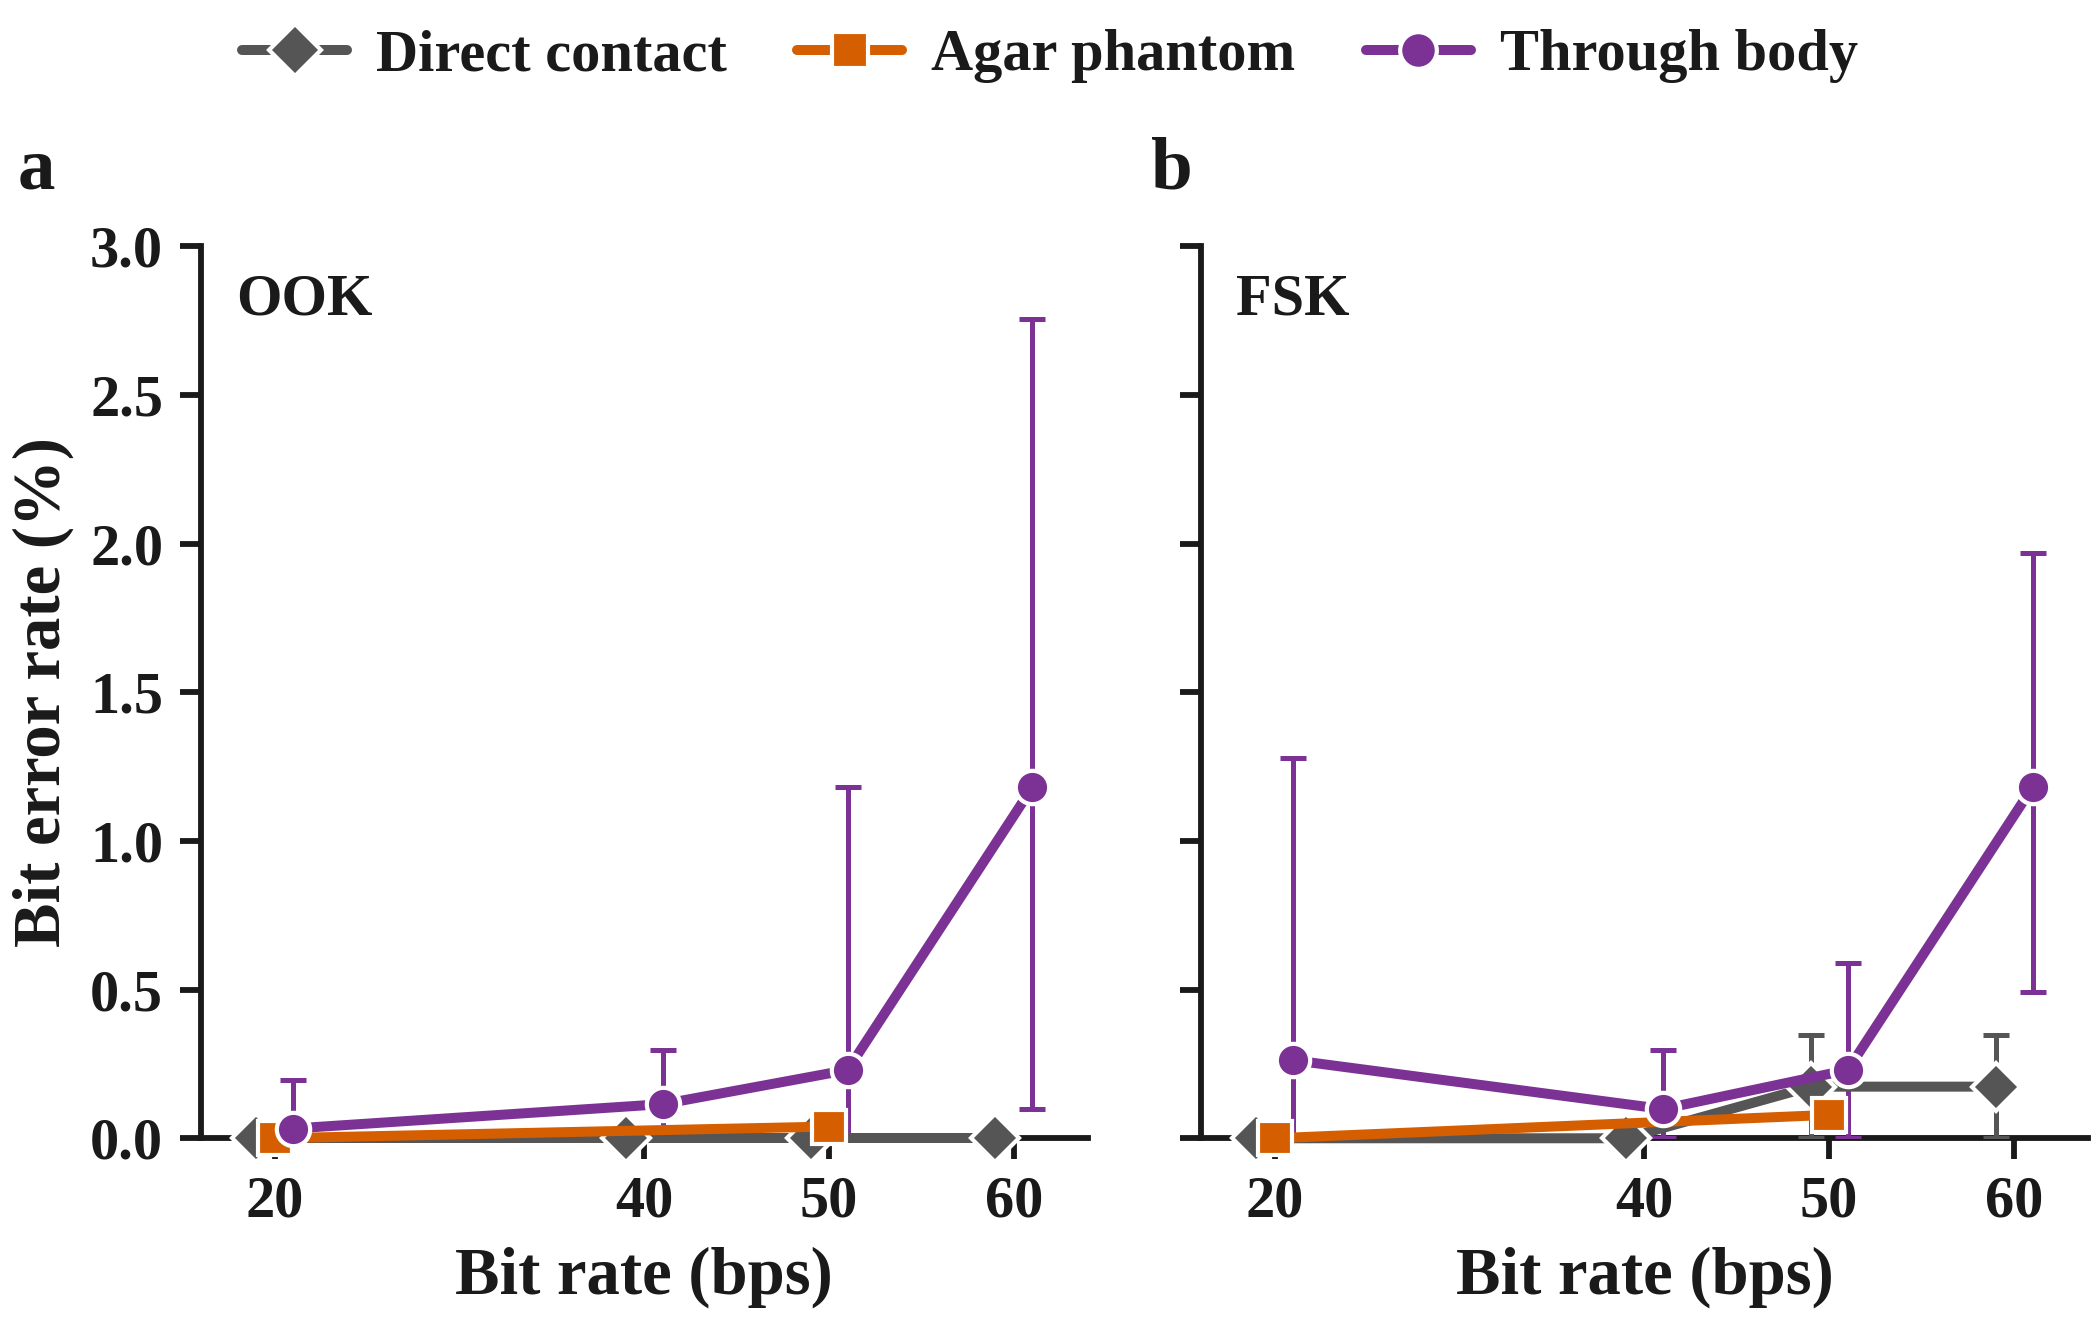 Direct contact Agar phantom Through body
a b
OOK
FSK
Bit error rate (%)
3.0
2.5
2.0
1.5
1.0
0.5
0.0
20 40 50 60
20 40 50 60
Bit rate (bps)
Bit rate (bps)